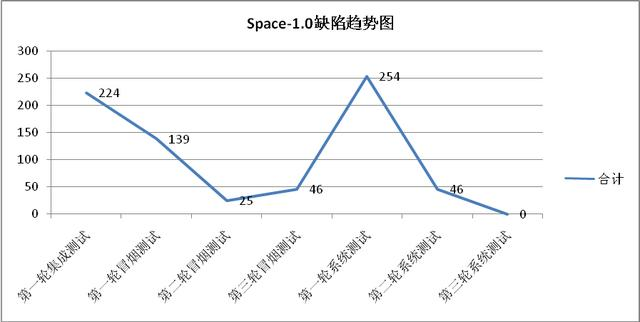 Space-1.0缺陷趋势图
300
250
200
150
100
50
0
224
139
25
46
254
46
0
合计
第一轮集成测试
第一轮冒烟测试
第二轮冒烟测试
第三轮冒烟测试
第一轮系统测试
第二轮系统测试
第三轮系统测试